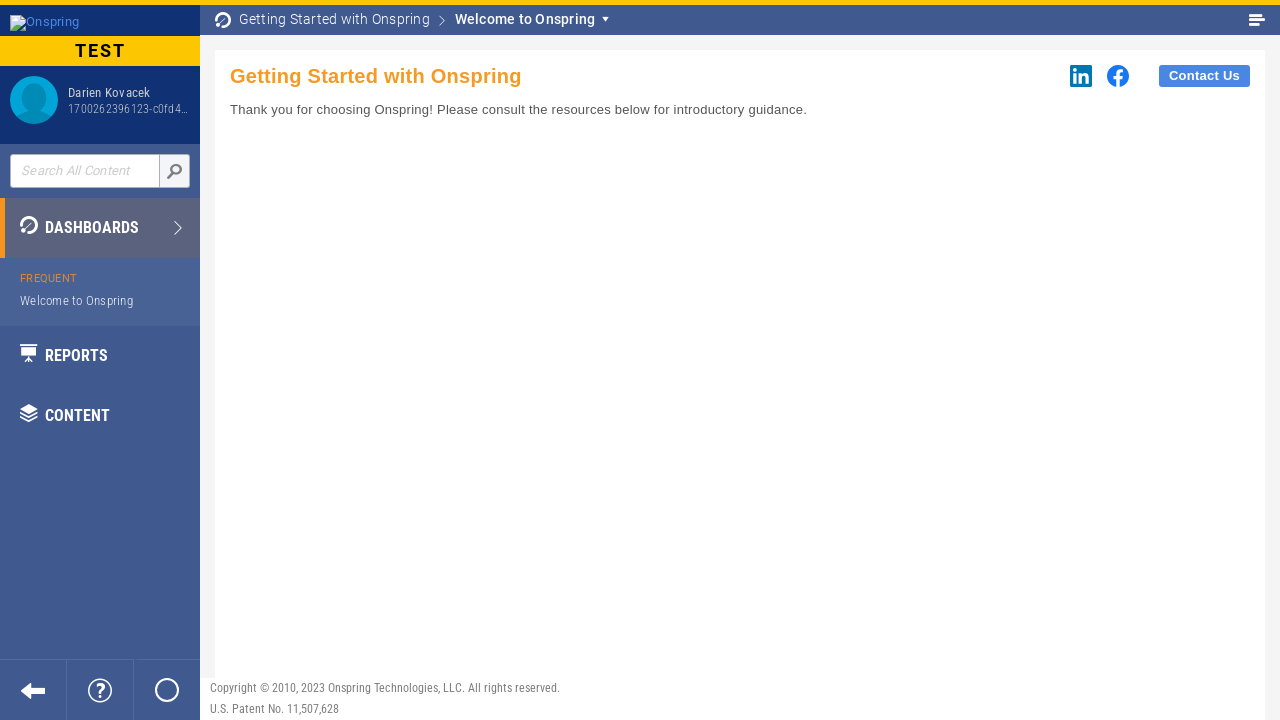 Onspring
TEST
Darien Kovacek
1700262396123-c0fd4…
Search All Content
DASHBOARDS
FREQUENT
Welcome to Onspring
REPORTS
CONTENT
Getting Started with Onspring
Welcome to Onspring
Getting Started with Onspring
Contact Us
Thank you for choosing Onspring! Please consult the resources below for introductory guidance.
Copyright © 2010, 2023 Onspring Technologies, LLC. All rights reserved.
U.S. Patent No. 11,507,628